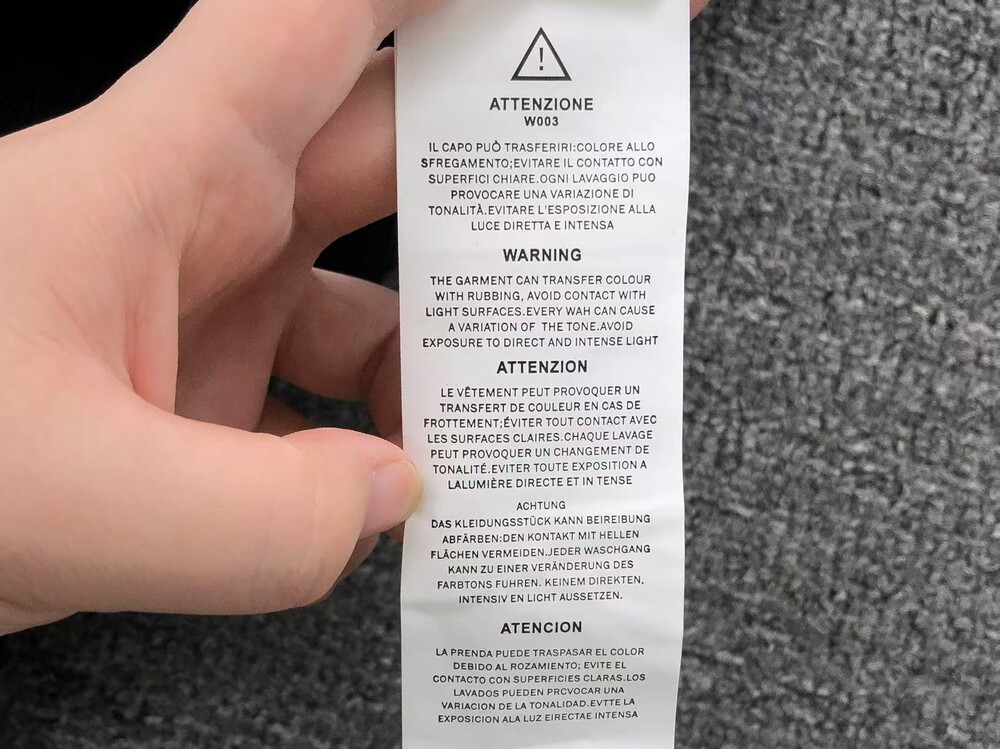 ATTENZIONE
W003
IL CAPO PUÒ TRASFERIRI:COLORE ALLO
SFREGAMENTO;EVITARE IL CONTATTO CON
SUPERFICI CHIARE.OGNI LAVAGGIO PUO
PROVOCARE UNA VARIAZIONE DI
TONALITÀ.EVITARE L'ESPOSIZIONE ALLA
LUCE DIRETTA E INTENSA
WARNING
THE GARMENT CAN TRANSFER COLOUR
WITH RUBBING, AVOID CONTACT WITH
LIGHT SURFACES.EVERY WAH CAN CAUSE
A VARIATION OF THE TONE.AVOID
EXPOSURE TO DIRECT AND INTENSE LIGHT
ATTENZION
LE VÊTEMENT PEUT PROVOQUER UN
TRANSFERT DE COULEUR EN CAS DE
FROTTEMENT;ÉVITER TOUT CONTACT AVEC
LES SURFACES CLAIRES.CHAQUE LAVAGE
PEUT PROVOQUER UN CHANGEMENT DE
TONALITÉ.EVITER TOUTE EXPOSITION A
LALUMIÈRE DIRECTE ET IN TENSE
ACHTUNG
DAS KLEIDUNGSSTÜCK KANN BEIREIBUNG
ABFÄRBEN:DEN KONTAKT MIT HELLEN
FLÄCHEN VERMEIDEN.JEDER WASCHGANG
KANN ZU EINER VERÄNDERUNG DES
FARBTONS FUHREN. KEINEM DIREKTEN,
INTENSIV EN LICHT AUSSETZEN.
ATENCION
LA PRENDA PUEDE TRASPASAR EL COLOR
DEBIDO AL ROZAMIENTO; EVITE EL
CONTACTO CON SUPERFICIES CLARAS.LOS
LAVADOS PUEDEN PRCVOCAR UNA
VARIACION DE LA TONALIDAD.EVTTE LA
EXPOSICION ALA LUZ EIRECTAE INTENSA